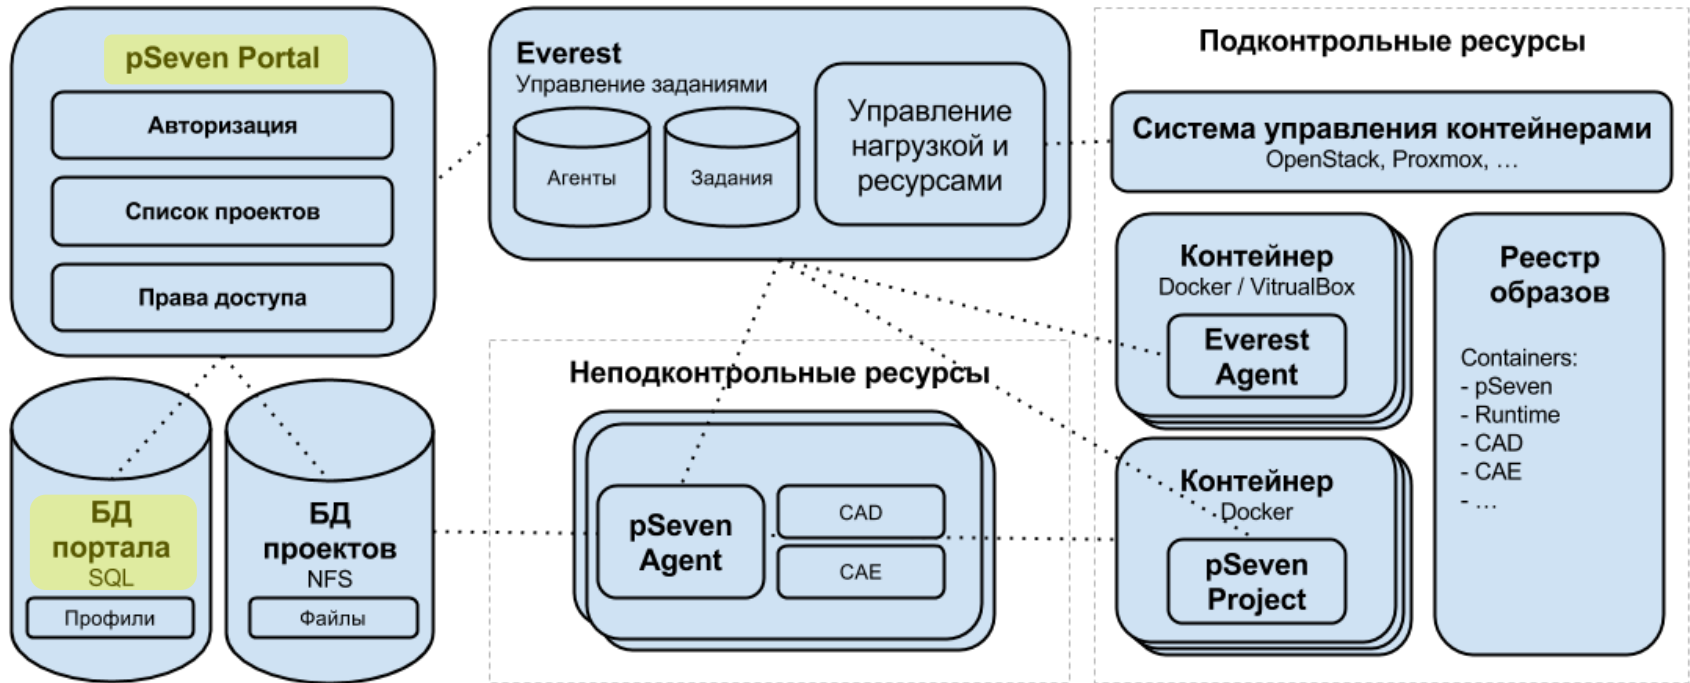 pSeven Portal
Авторизация
Список проектов
Права доступа
БД
портала
SQL
Профили
БД
проектов
NFS
Файлы
Everest
Управление заданиями
Агенты
Задания
Управление
нагрузкой и
ресурсами
Неподконтрольные ресурсы
pSeven
Agent
CAD
CAE
Подконтрольные ресурсы
Система управления контейнерами
OpenStack, Proxmox, ...
Контейнер
Docker / VitrualBox
Everest
Agent
Контейнер
Docker
pSeven
Project
Реестр
образов
Containers:
- pSeven
- Runtime
- CAD
- CAE
- ...